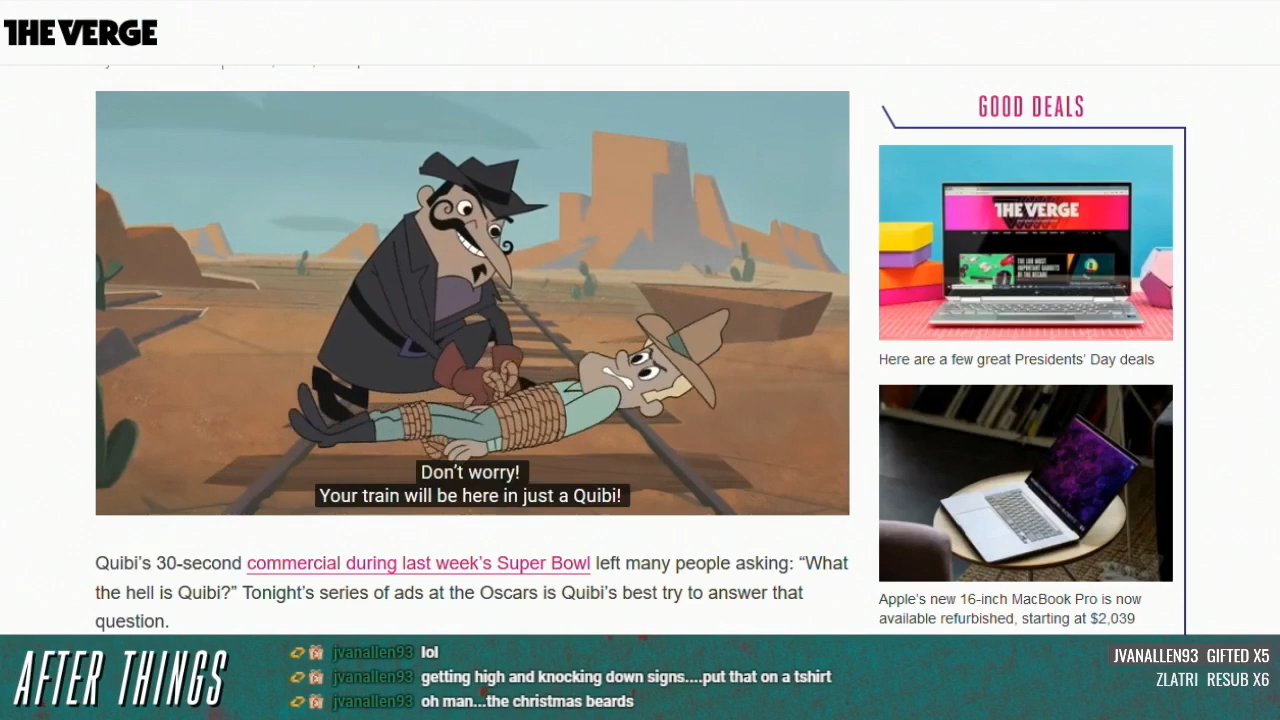 THE VERGE
GOOD DEALS
THE VERGE
Here are a few great Presidents' Day deals
Don't worry!
Your train will be here in just a Quibi!
Apple's new 16-inch MacBook Pro is now
available refurbished, starting at $2,039
Quibi's 30-second commercial during last week's Super Bowl left many people asking: “What
the hell is Quibi?” Tonight's series of ads at the Oscars is Quibi's best try to answer that
question.
AFTER THINGS
jvanallen93 lol
jvanallen93 getting high and knocking down signs....put that on a tshirt
jvanallen93 oh man...the christmas beards
JVANALLEN93 GIFTED X5
ZLATRI RESUB X6